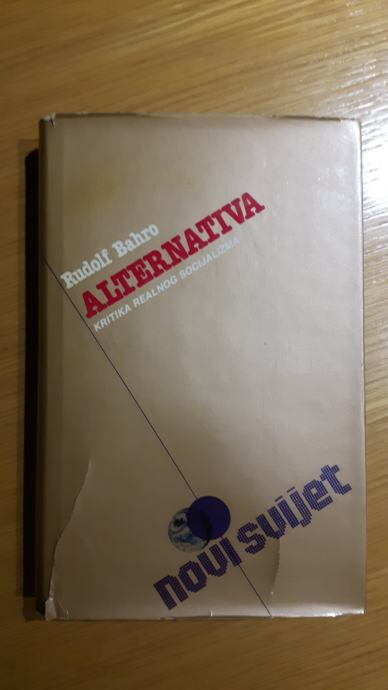 Rudolf Bahro
ALTERNATIVA
KRITIKA REALNOG SOCIJALIZMA
novi svijet